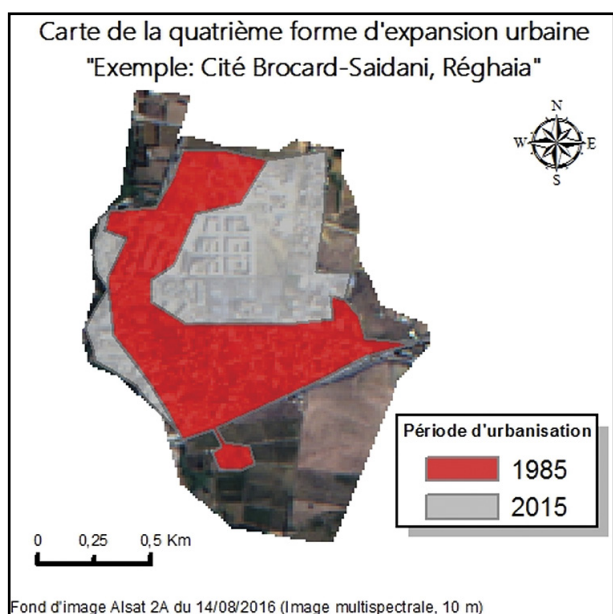 Carte de la quatrième forme d'expansion urbaine
"Exemple: Cité Brocard-Saidani, Réghaia"
N
W E
S
Période d'urbanisation
1985
2015
0 0,25 0,5 Km
Fond d'image Alsat 2A du 14/08/2016 (Image multispectrale, 10 m)